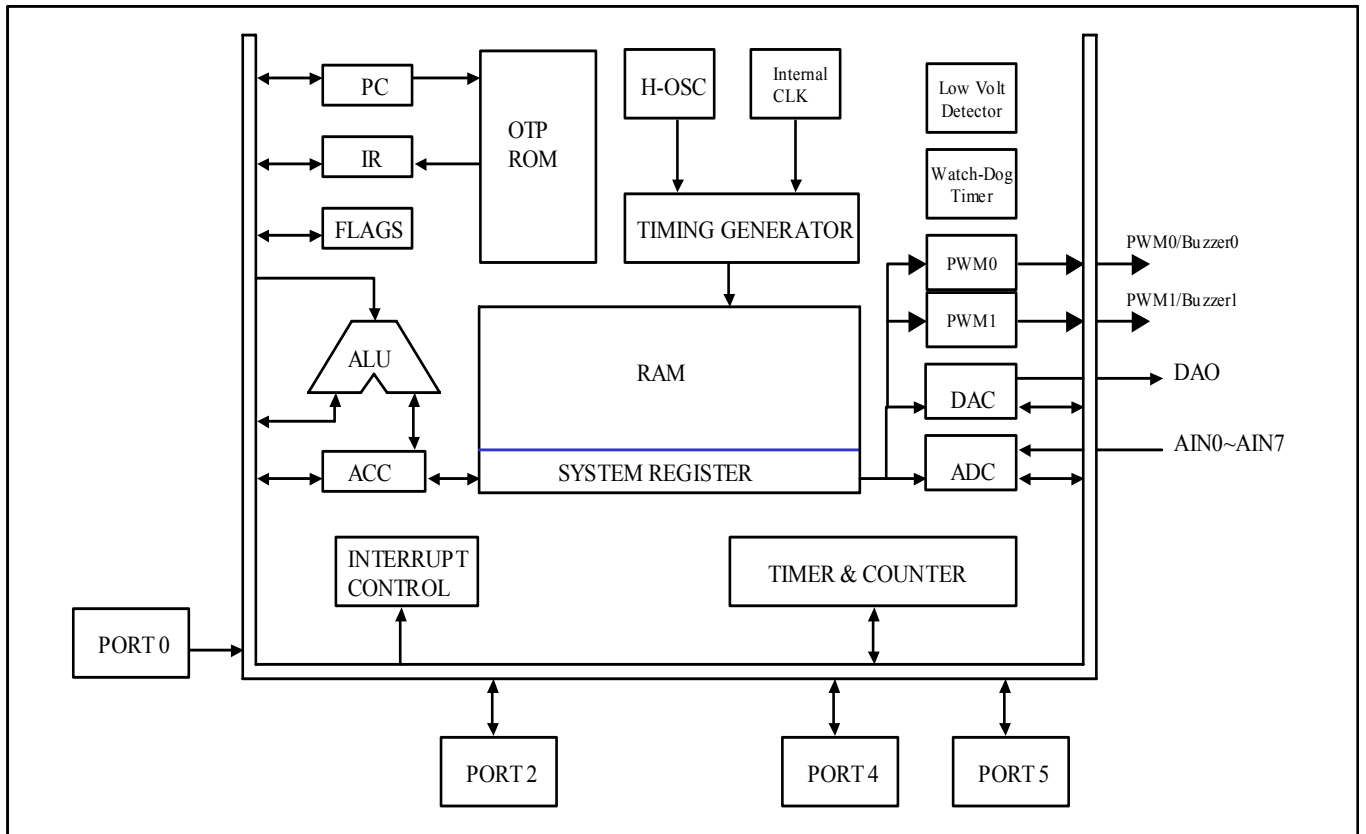 PC
IR
FLAGS
ALU
ACC
OTP
ROM
H-OSC
Internal
CLK
TIMING GENERATOR
RAM
SYSTEM REGISTER
Low Volt
Detector
Watch-Dog
Timer
PWM0
PWM1
DAC
ADC
PWM0/Buzzer0
PWM1/Buzzer1
DAO
AIN0~AIN7
INTERRUPT
CONTROL
TIMER & COUNTER
PORT 0
PORT 2
PORT 4
PORT 5